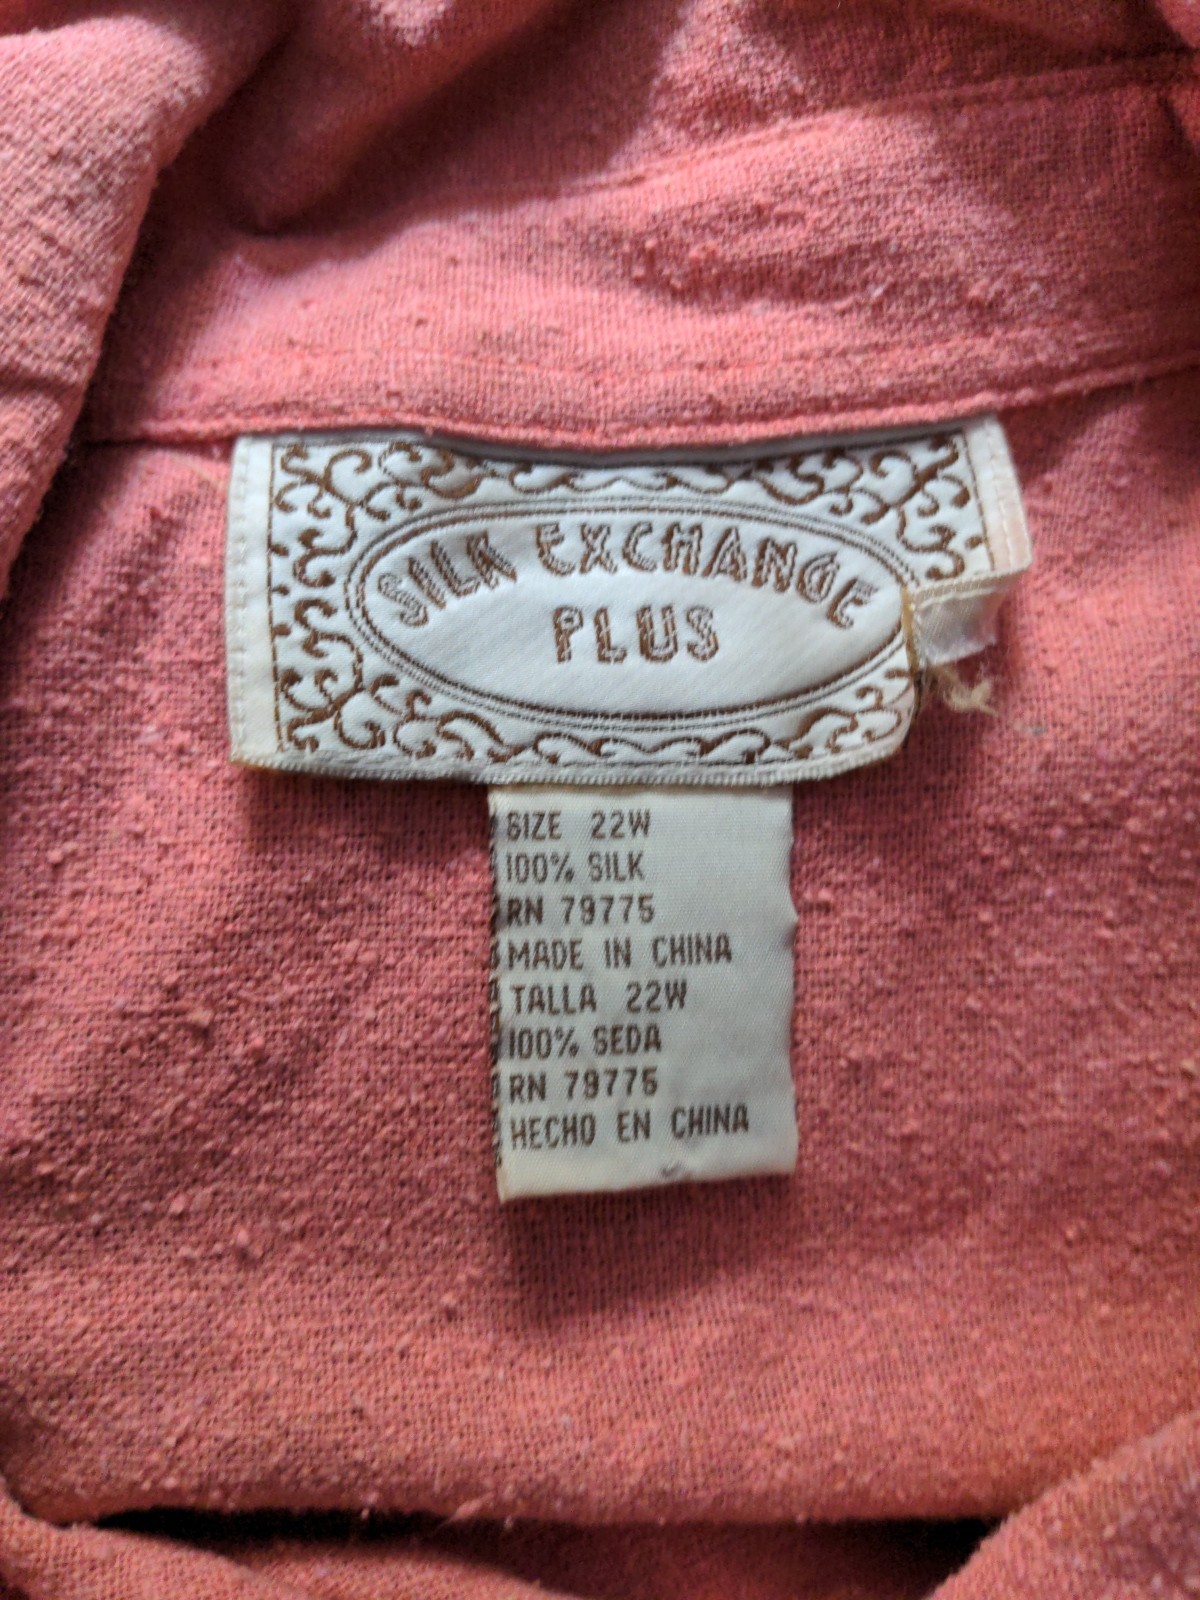 SILK EXCHANGE
PLUS
SIZE 22W
100% SILK
RN 79775
MADE IN CHINA
TALLA 22W
100% SEDA
RN 79775
HECHO EN CHINA